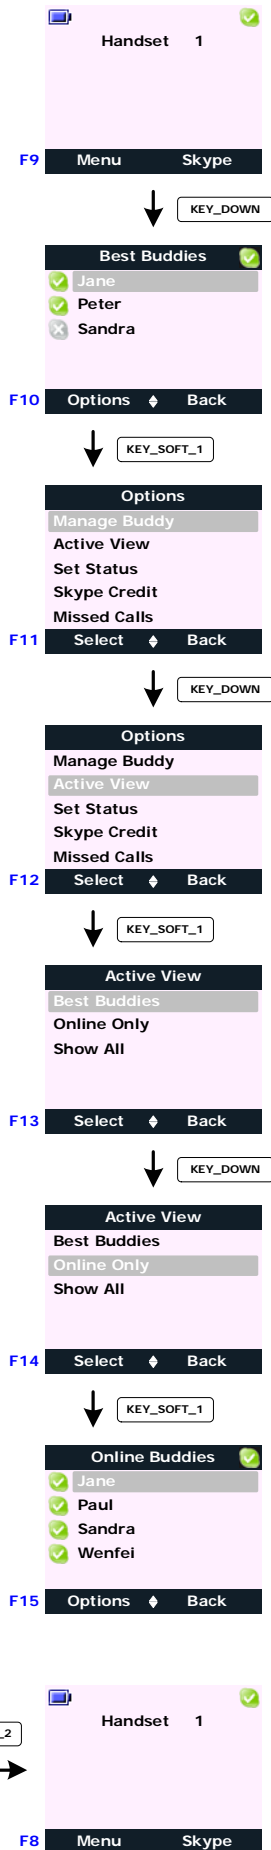 Handset 1
F9 Menu Skype
KEY_DOWN
Best Buddies
Jane
Peter
Sandra
F10 Options Back
KEY_SOFT_1
Options
Manage Buddy
Active View
Set Status
Skype Credit
Missed Calls
F11 Select Back
KEY_DOWN
Options
Manage Buddy
Active View
Set Status
Skype Credit
Missed Calls
F12 Select Back
KEY_SOFT_1
Active View
Best Buddies
Online Only
Show All
F13 Select Back
KEY_DOWN
Active View
Best Buddies
Online Only
Show All
F14 Select Back
KEY_SOFT_1
Online Buddies
Jane
Paul
Sandra
Wenfei
F15 Options Back
Handset 1
_2
F8 Menu Skype